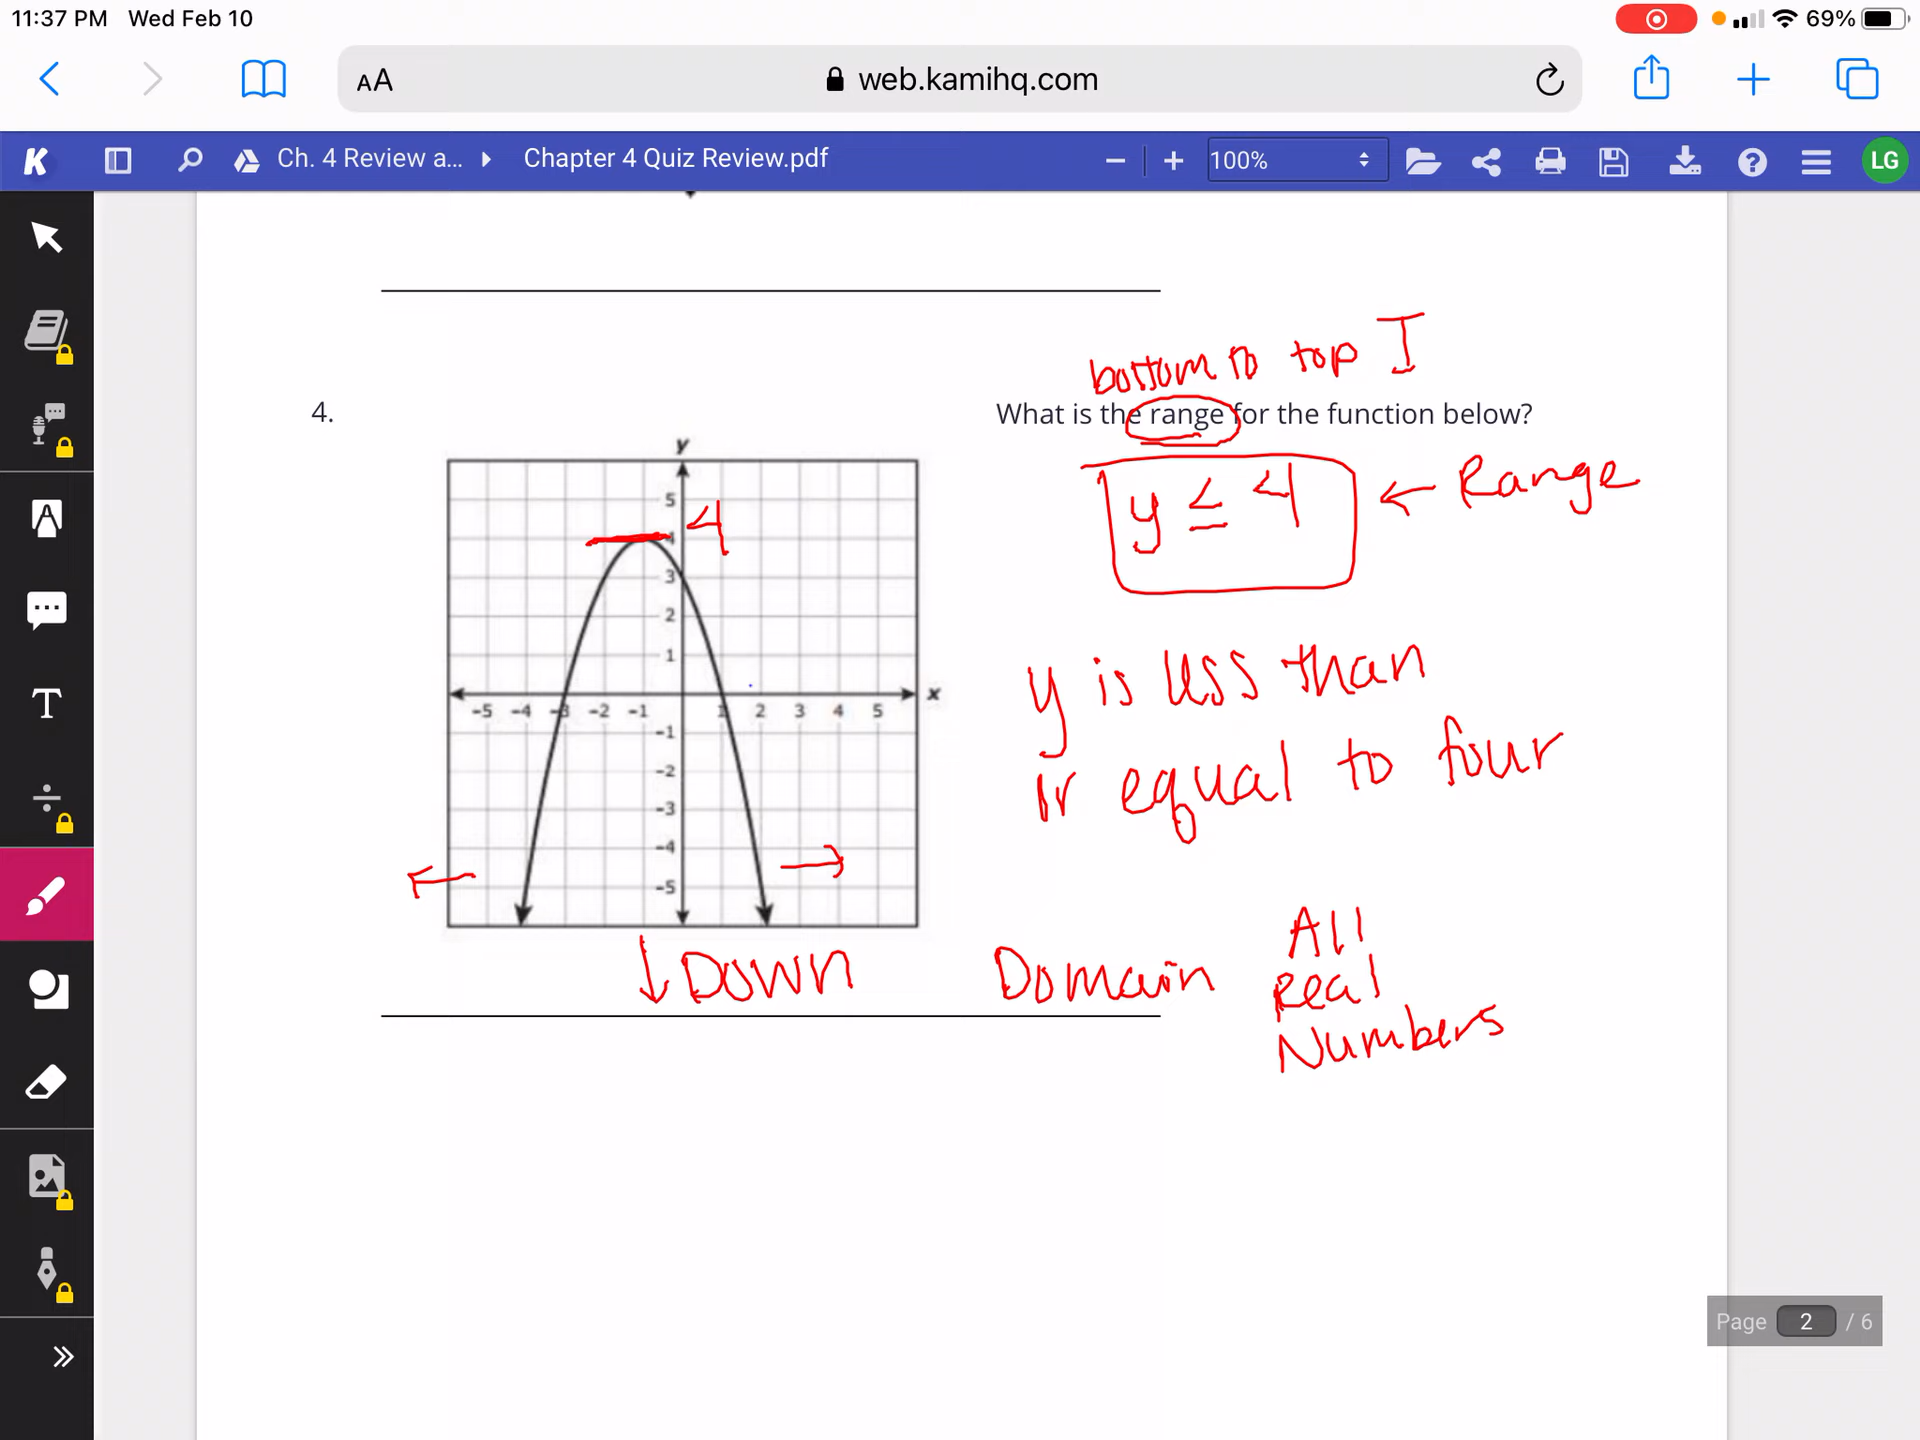 11:37 PM Wed Feb 10
69%
AA web.kamihq.com
K Ch. 4 Review a... Chapter 4 Quiz Review.pdf 100% LG
bottom to top I
4. What is the range for the function below?
y ≤ 4 ← Range
y
5
4 4
3
2
1
x
-5 -4 -3 -2 -1 1 2 3 4 5
-1
-2
-3
-4
-5
y is less than
or equal to four
↓ Down
Domain All
Real
Numbers
Page 2 / 6